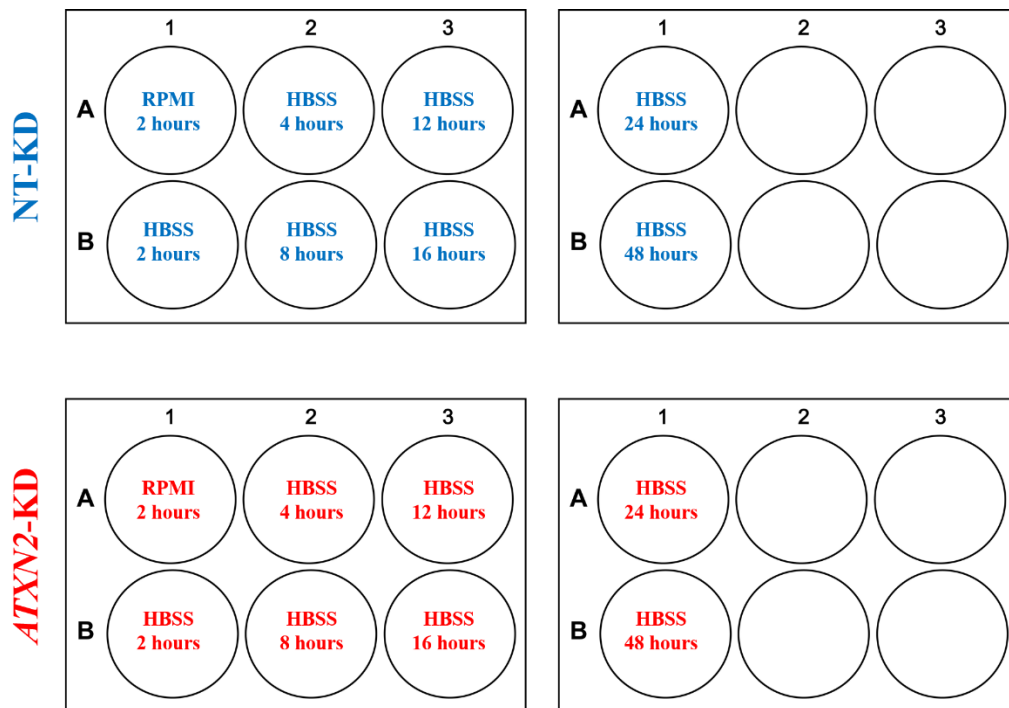 NT-KD
1 2 3
A
RPMI
2 hours
HBSS
4 hours
HBSS
12 hours
B
HBSS
2 hours
HBSS
8 hours
HBSS
16 hours
1 2 3
A
HBSS
24 hours
B
HBSS
48 hours
ATXN2-KD
1 2 3
A
RPMI
2 hours
HBSS
4 hours
HBSS
12 hours
B
HBSS
2 hours
HBSS
8 hours
HBSS
16 hours
1 2 3
A
HBSS
24 hours
B
HBSS
48 hours